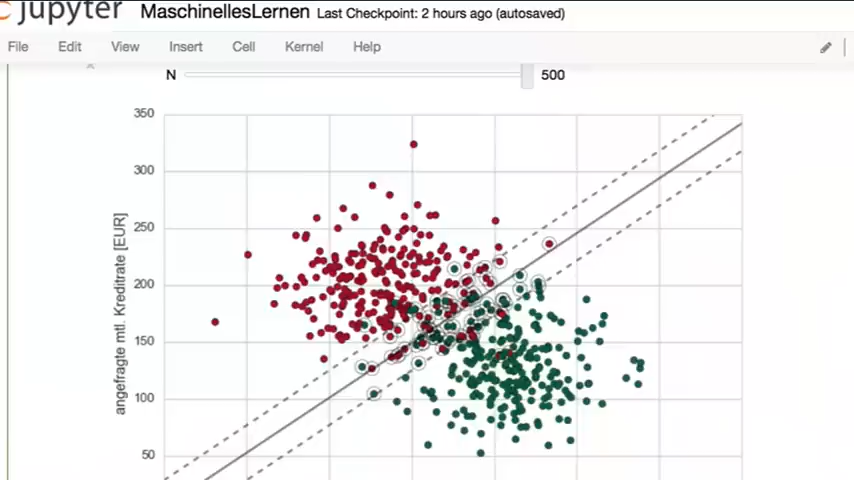 jupyter MaschinellesLernen Last Checkpoint: 2 hours ago (autosaved)
File Edit View Insert Cell Kernel Help
N 500
350
300
250
200
150
100
50
angefragte mtl. Kreditrate [EUR]